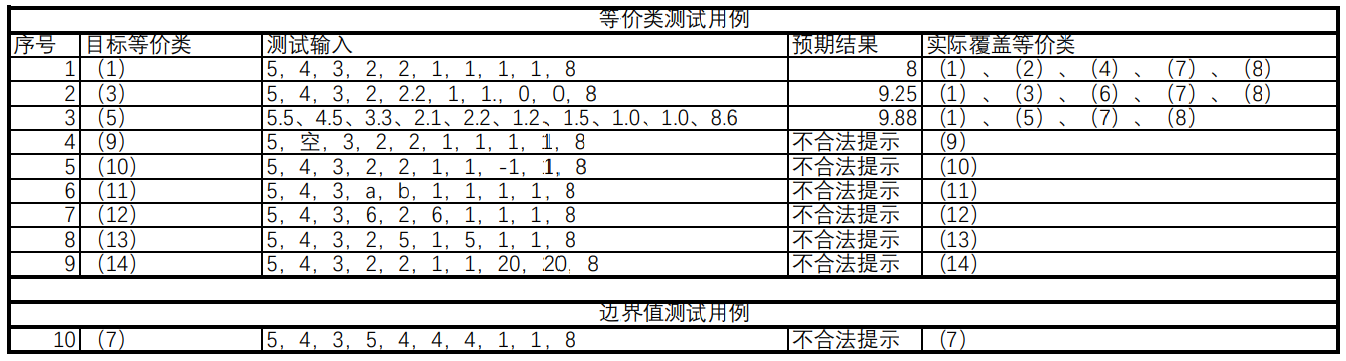 等价类测试用例
序号 目标等价类 测试输入 预期结果 实际覆盖等价类
1 （1） 5，4，3，2，2，1，1，1，1，8 8 （1）、（2）、（4）、（7）、（8）
2 （3） 5，4，3，2，2.2，1，1.，0，0，8 9.25 （1）、（3）、（6）、（7）、（8）
3 （5） 5.5、4.5、3.3、2.1、2.2、1.2、1.5、1.0、1.0、8.6 9.88 （1）、（5）、（7）、（8）
4 （9） 5，空，3，2，2，1，1，1，1，8 不合法提示 （9）
5 （10） 5，4，3，2，2，1，1，-1，1，8 不合法提示 （10）
6 （11） 5，4，3，a，b，1，1，1，1，8 不合法提示 （11）
7 （12） 5，4，3，6，2，6，1，1，1，8 不合法提示 （12）
8 （13） 5，4，3，2，5，1，5，1，1，8 不合法提示 （13）
9 （14） 5，4，3，2，2，1，1，20，20，8 不合法提示 （14）
边界值测试用例
10 （7） 5，4，3，5，4，4，4，1，1，8 不合法提示 （7）